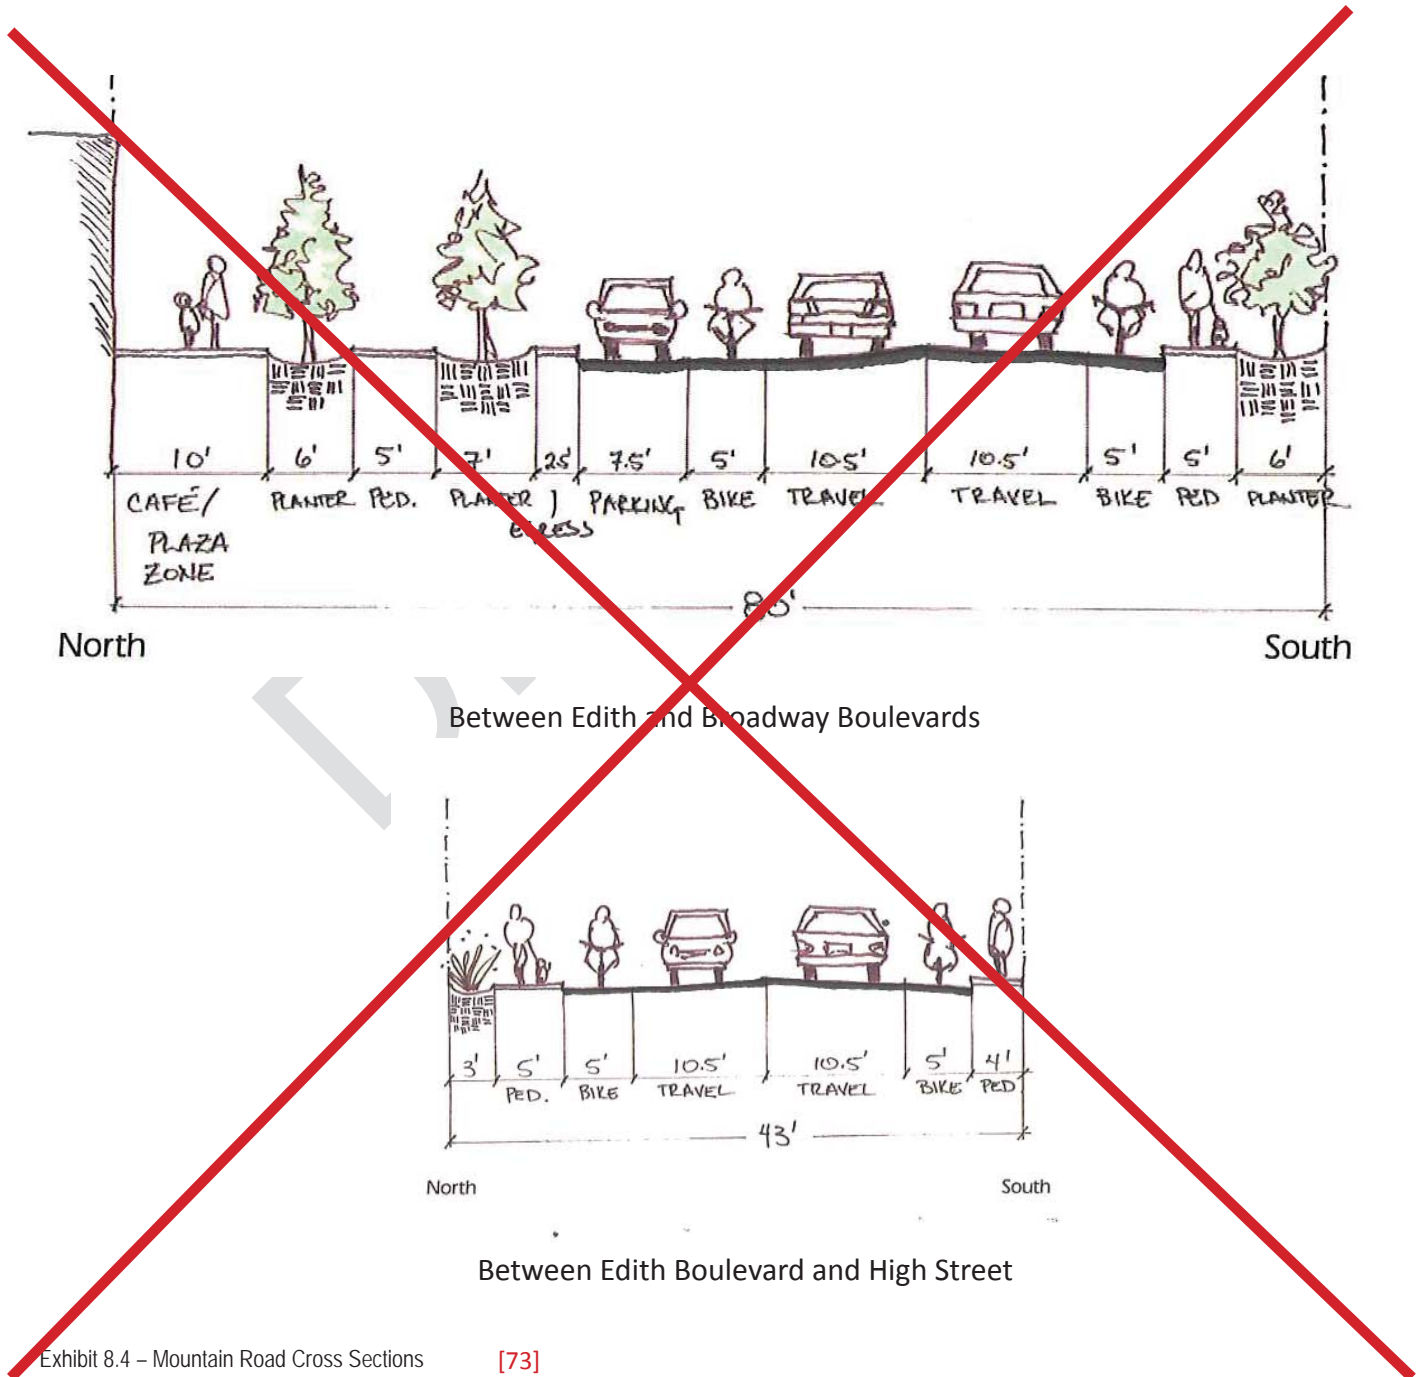 10' 6' 5' 7' 2.5' 7.5' 5' 10.5' 10.5' 5' 5' 6'
CAFÉ/ PLANTER PED. PLANTER PARKING BIKE TRAVEL TRAVEL BIKE PED PLANTER
PLAZA EGRESS
ZONE
North South
Between Edith and Broadway Boulevards
3' 5' 5' 10.5' 10.5' 5' 4'
PED. BIKE TRAVEL TRAVEL BIKE PED
43'
North South
Between Edith Boulevard and High Street
Exhibit 8.4 – Mountain Road Cross Sections [73]